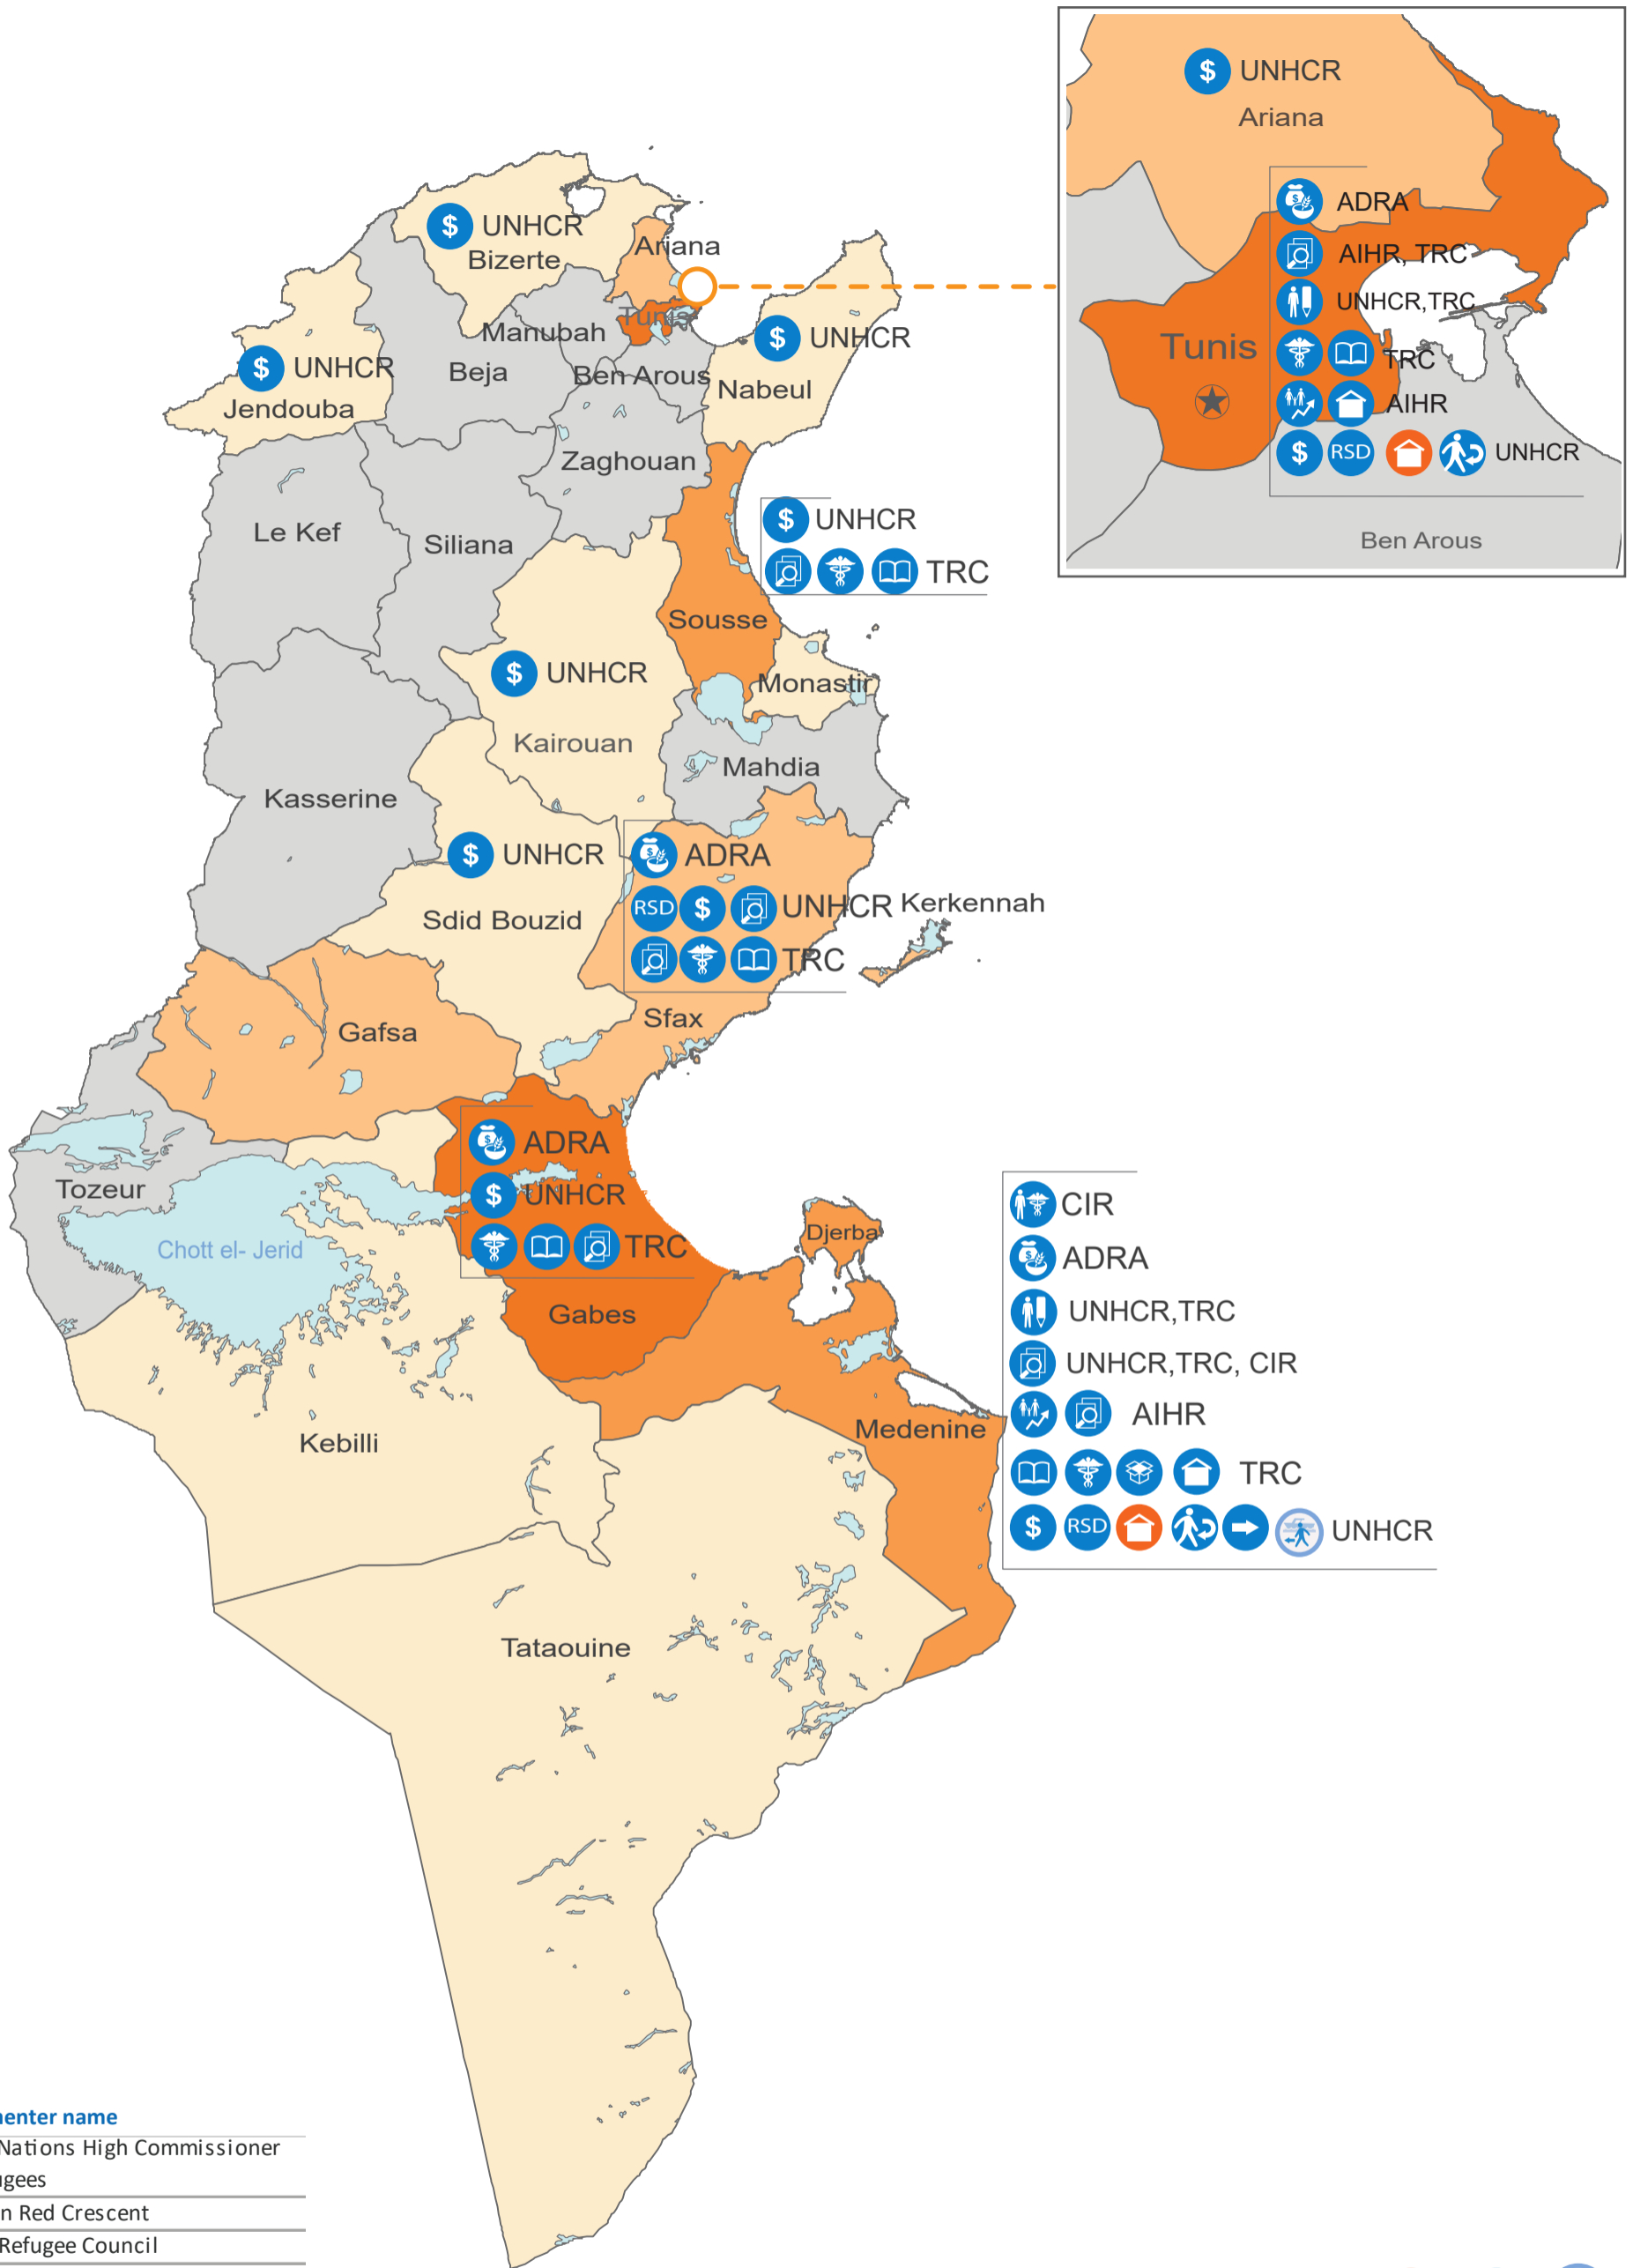 $ UNHCR
Ariana
ADRA
AIHR, TRC
UNHCR,TRC
Tunis
TRC
AIHR
$ RSD UNHCR
Ben Arous
$ UNHCR
Bizerte
Ariana
Tunis
Manubah
$ UNHCR
$ UNHCR
Jendouba
Beja
Ben Arous
Nabeul
Zaghouan
Le Kef
Siliana
$ UNHCR
TRC
Sousse
$ UNHCR
Monastir
Kairouan
Mahdia
Kasserine
$ UNHCR
$ ADRA
Sdid Bouzid
RSD $ UNHCR
Kerkennah
TRC
Sfax
Gafsa
$ ADRA
$ UNHCR
TRC
Tozeur
Chott el- Jerid
Djerba
Gabes
CIR
$ ADRA
UNHCR,TRC
UNHCR,TRC, CIR
AIHR
Medenine
Kebilli
TRC
$ RSD UNHCR
Tataouine
enter name
Nations High Commissioner
gees
n Red Crescent
Refugee Council